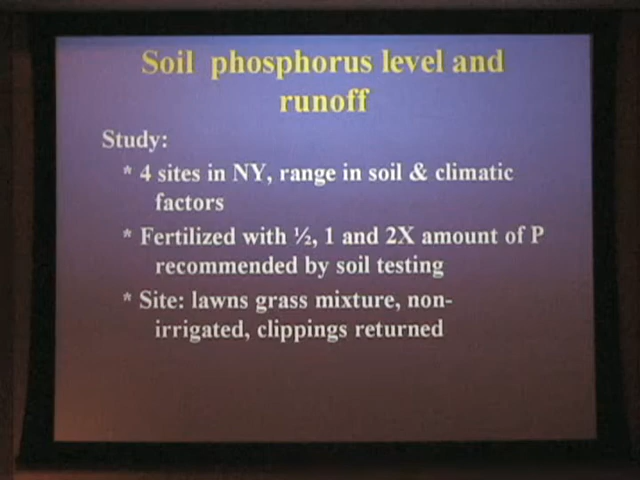 Soil phosphorus level and
runoff
Study:
* 4 sites in NY, range in soil & climatic
factors
* Fertilized with ½, 1 and 2X amount of P
recommended by soil testing
* Site: lawns grass mixture, non-
irrigated, clippings returned